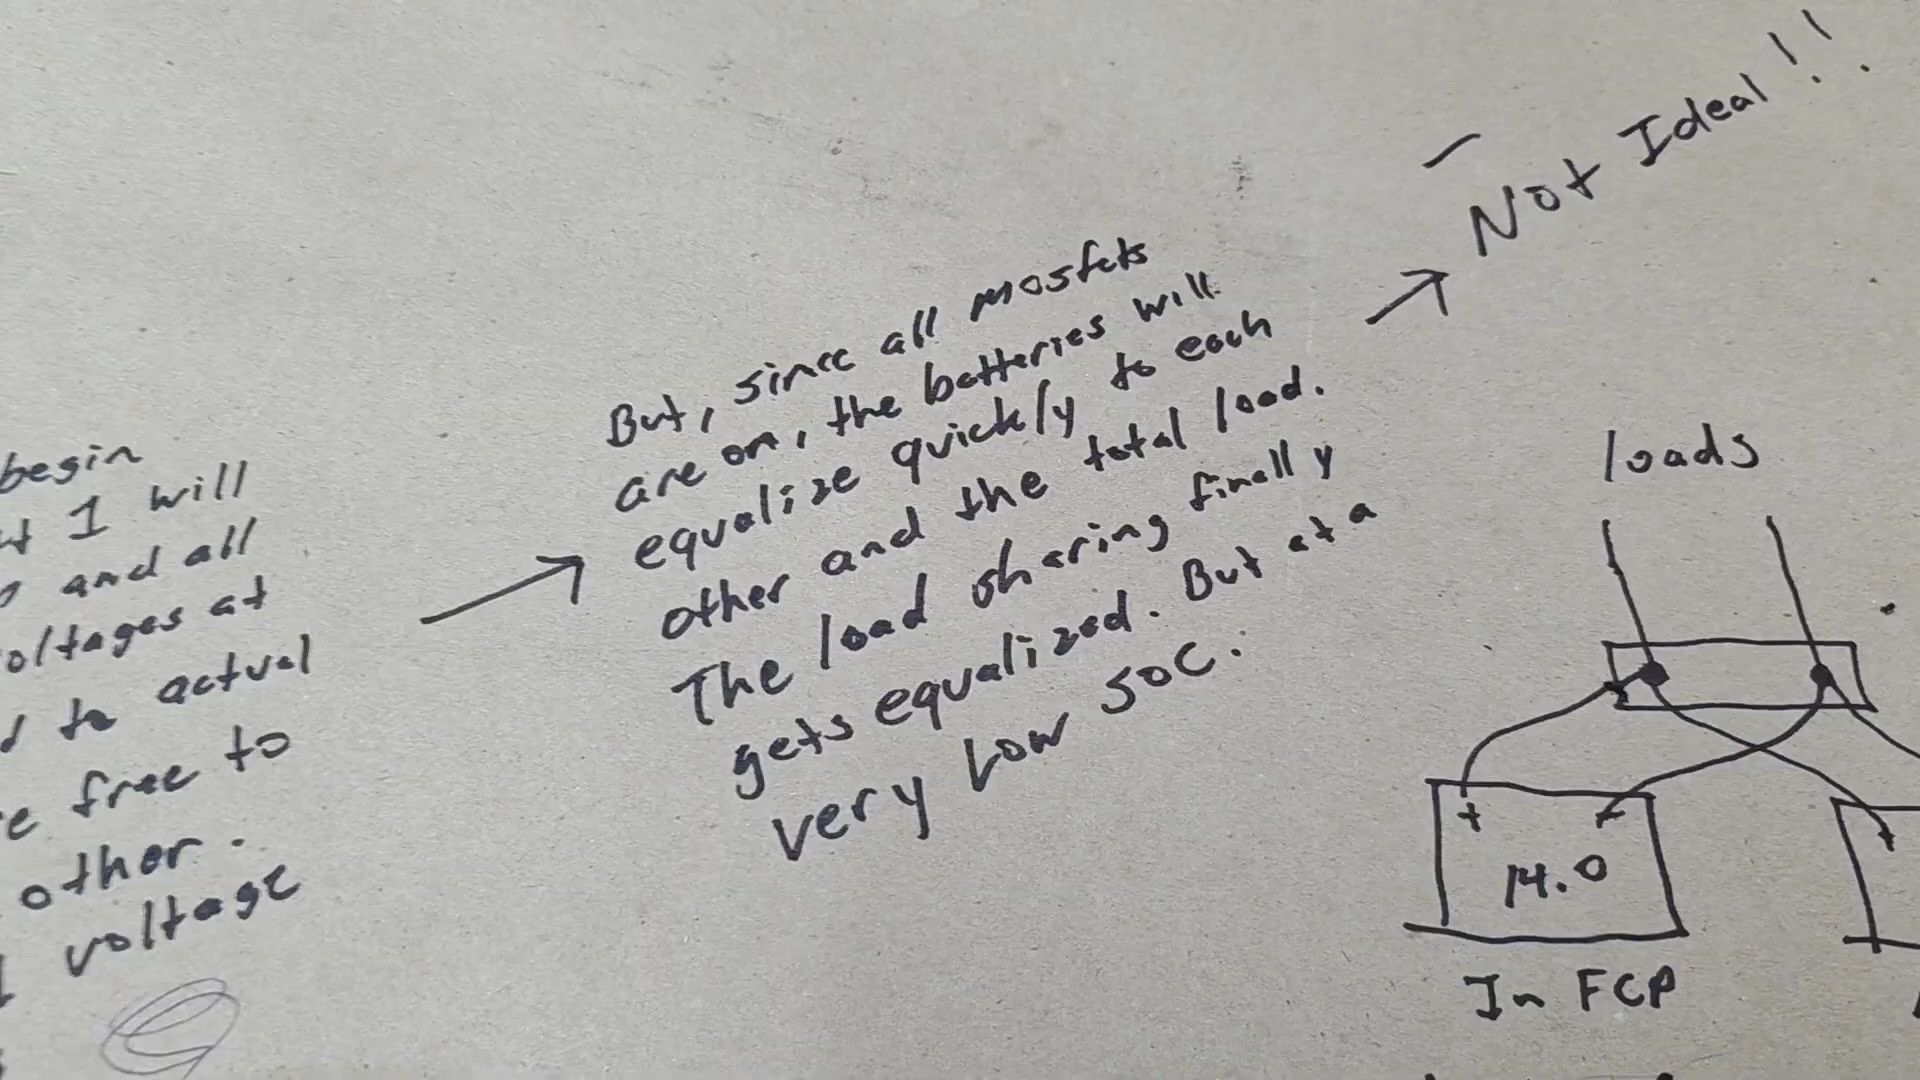 begin
I will
and all
voltages at
to actual
free to
other.
voltage
But, since all mosfets
are on, the batteries will
equalize quickly to each
other and the total load.
The load sharing finally
gets equalized. But at a
very low SOC.
Not Ideal!!
loads
+ -
14.0
+
In FCP